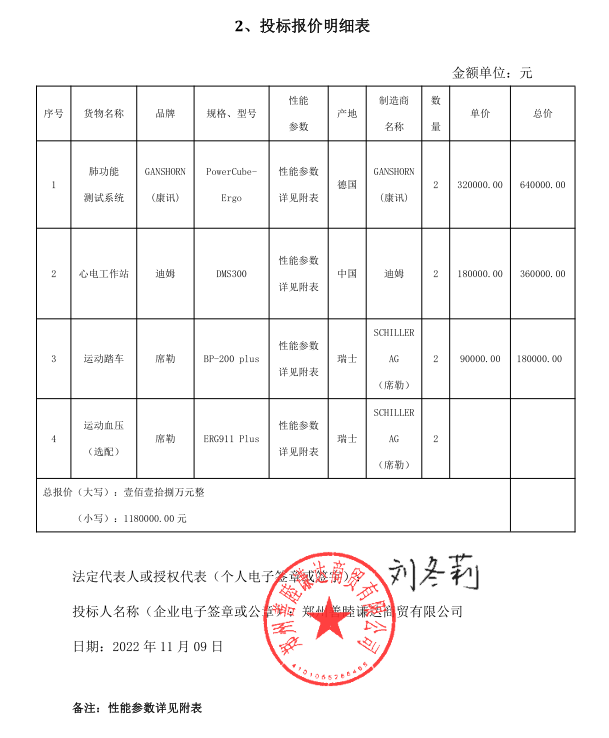 2、投标报价明细表
金额单位：元
序号 货物名称 品牌 规格、型号 性能参数 产地 制造商名称 数量 单价 总价
1 肺功能测试系统 GANSHORN(康讯) PowerCube-Ergo 性能参数详见附表 德国 GANSHORN(康讯) 2 320000.00 640000.00
2 心电工作站 迪姆 DMS300 性能参数详见附表 中国 迪姆 2 180000.00 360000.00
3 运动踏车 席勒 BP-200 plus 性能参数详见附表 瑞士 SCHILLER AG（席勒） 2 90000.00 180000.00
4 运动血压（选配） 席勒 ERG911 Plus 性能参数详见附表 瑞士 SCHILLER AG（席勒） 2
总报价（大写）：壹佰壹拾捌万元整
（小写）：1180000.00 元
法定代表人或授权代表（个人电子签章或签字）：刘冬莉
投标人名称（企业电子签章或公章）：郑州善睦谦达商贸有限公司
日期：2022 年 11 月 09 日
备注：性能参数详见附表